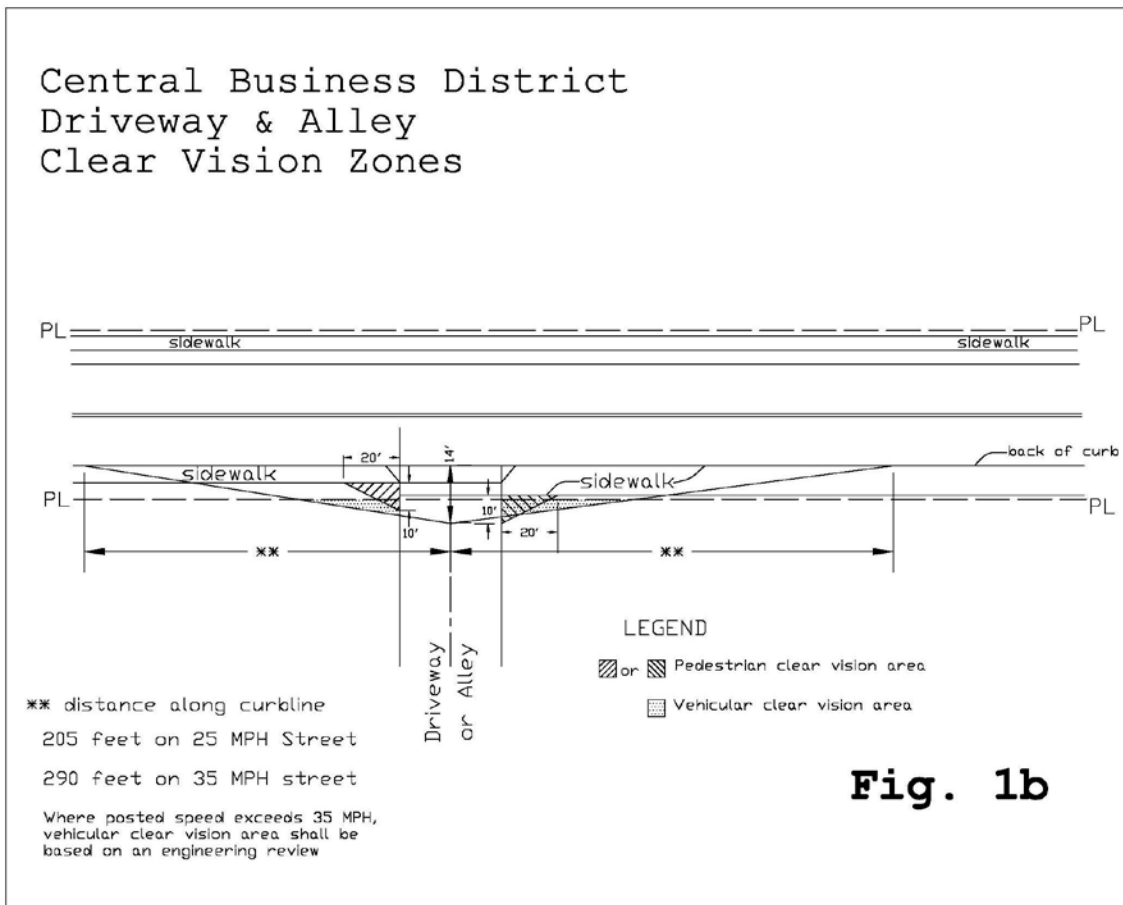 Central Business District
Driveway & Alley
Clear Vision Zones
PL
PL
sidewalk
sidewalk
back of curb
20'
14'
sidewalk
sidewalk
PL
PL
10'
10'
20'
**
**
Driveway
or Alley
LEGEND
or
Pedestrian clear vision area
Vehicular clear vision area
** distance along curbline
205 feet on 25 MPH Street
290 feet on 35 MPH street
Where posted speed exceeds 35 MPH,
vehicular clear vision area shall be
based on an engineering review
Fig. 1b